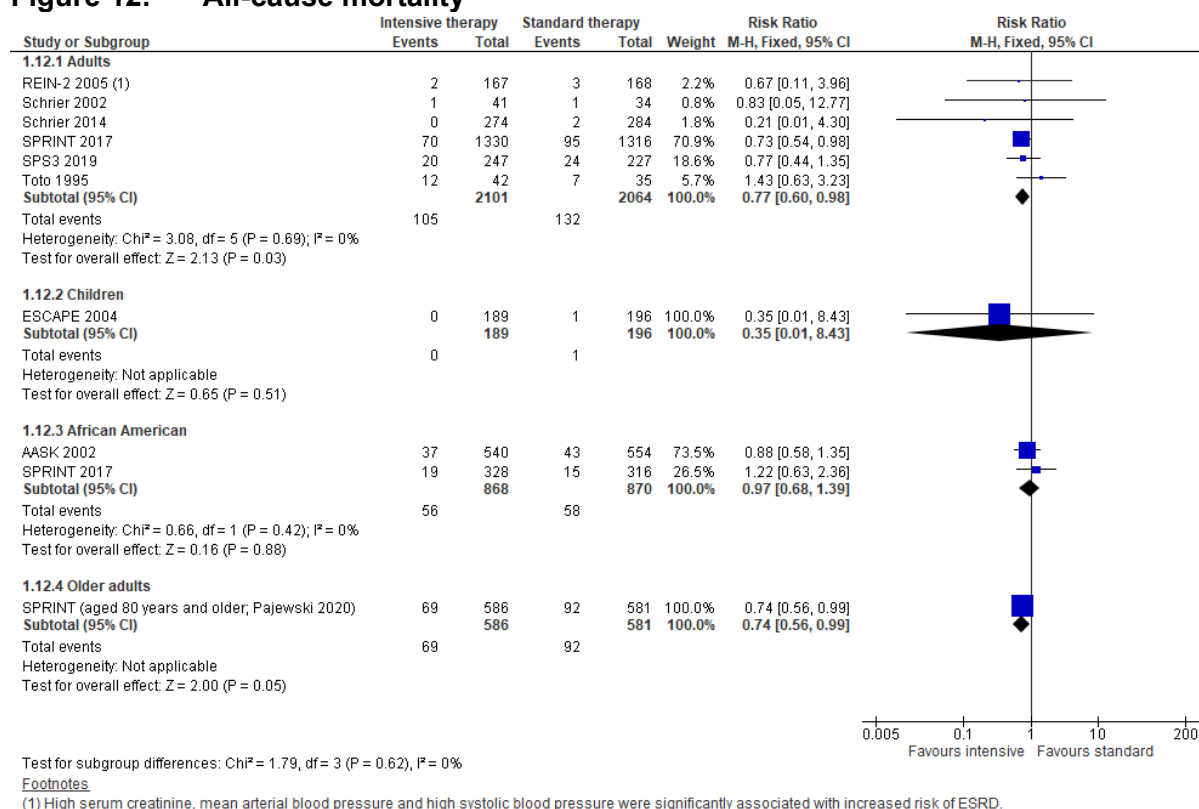 Figure 12: All-cause mortality
Intensive therapy Standard therapy Risk Ratio Risk Ratio
Study or Subgroup Events Total Events Total Weight M-H, Fixed, 95% CI M-H, Fixed, 95% CI
1.12.1 Adults
REIN-2 2005 (1) 2 167 3 168 2.2% 0.67 [0.11, 3.96]
Schrier 2002 1 41 1 34 0.8% 0.83 [0.05, 12.77]
Schrier 2014 0 274 2 284 1.8% 0.21 [0.01, 4.30]
SPRINT 2017 70 1330 95 1316 70.9% 0.73 [0.54, 0.98]
SPS3 2019 20 247 24 227 18.6% 0.77 [0.44, 1.35]
Toto 1995 12 42 7 35 5.7% 1.43 [0.63, 3.23]
Subtotal (95% CI) 2101 2064 100.0% 0.77 [0.60, 0.98]
Total events 105 132
Heterogeneity: Chi² = 3.08, df = 5 (P = 0.69); I² = 0%
Test for overall effect: Z = 2.13 (P = 0.03)
1.12.2 Children
ESCAPE 2004 0 189 1 196 100.0% 0.35 [0.01, 8.43]
Subtotal (95% CI) 189 196 100.0% 0.35 [0.01, 8.43]
Total events 0 1
Heterogeneity: Not applicable
Test for overall effect: Z = 0.65 (P = 0.51)
1.12.3 African American
AASK 2002 37 540 43 554 73.5% 0.88 [0.58, 1.35]
SPRINT 2017 19 328 15 316 26.5% 1.22 [0.63, 2.36]
Subtotal (95% CI) 868 870 100.0% 0.97 [0.68, 1.39]
Total events 56 58
Heterogeneity: Chi² = 0.66, df = 1 (P = 0.42); I² = 0%
Test for overall effect: Z = 0.16 (P = 0.88)
1.12.4 Older adults
SPRINT (aged 80 years and older; Pajewski 2020) 69 586 92 581 100.0% 0.74 [0.56, 0.99]
Subtotal (95% CI) 586 581 100.0% 0.74 [0.56, 0.99]
Total events 69 92
Heterogeneity: Not applicable
Test for overall effect: Z = 2.00 (P = 0.05)
0.005 0.1 1 10 200
Favours intensive Favours standard
Test for subgroup differences: Chi² = 1.79, df = 3 (P = 0.62), I² = 0%
Footnotes
(1) High serum creatinine, mean arterial blood pressure and high systolic blood pressure were significantly associated with increased risk of ESRD.